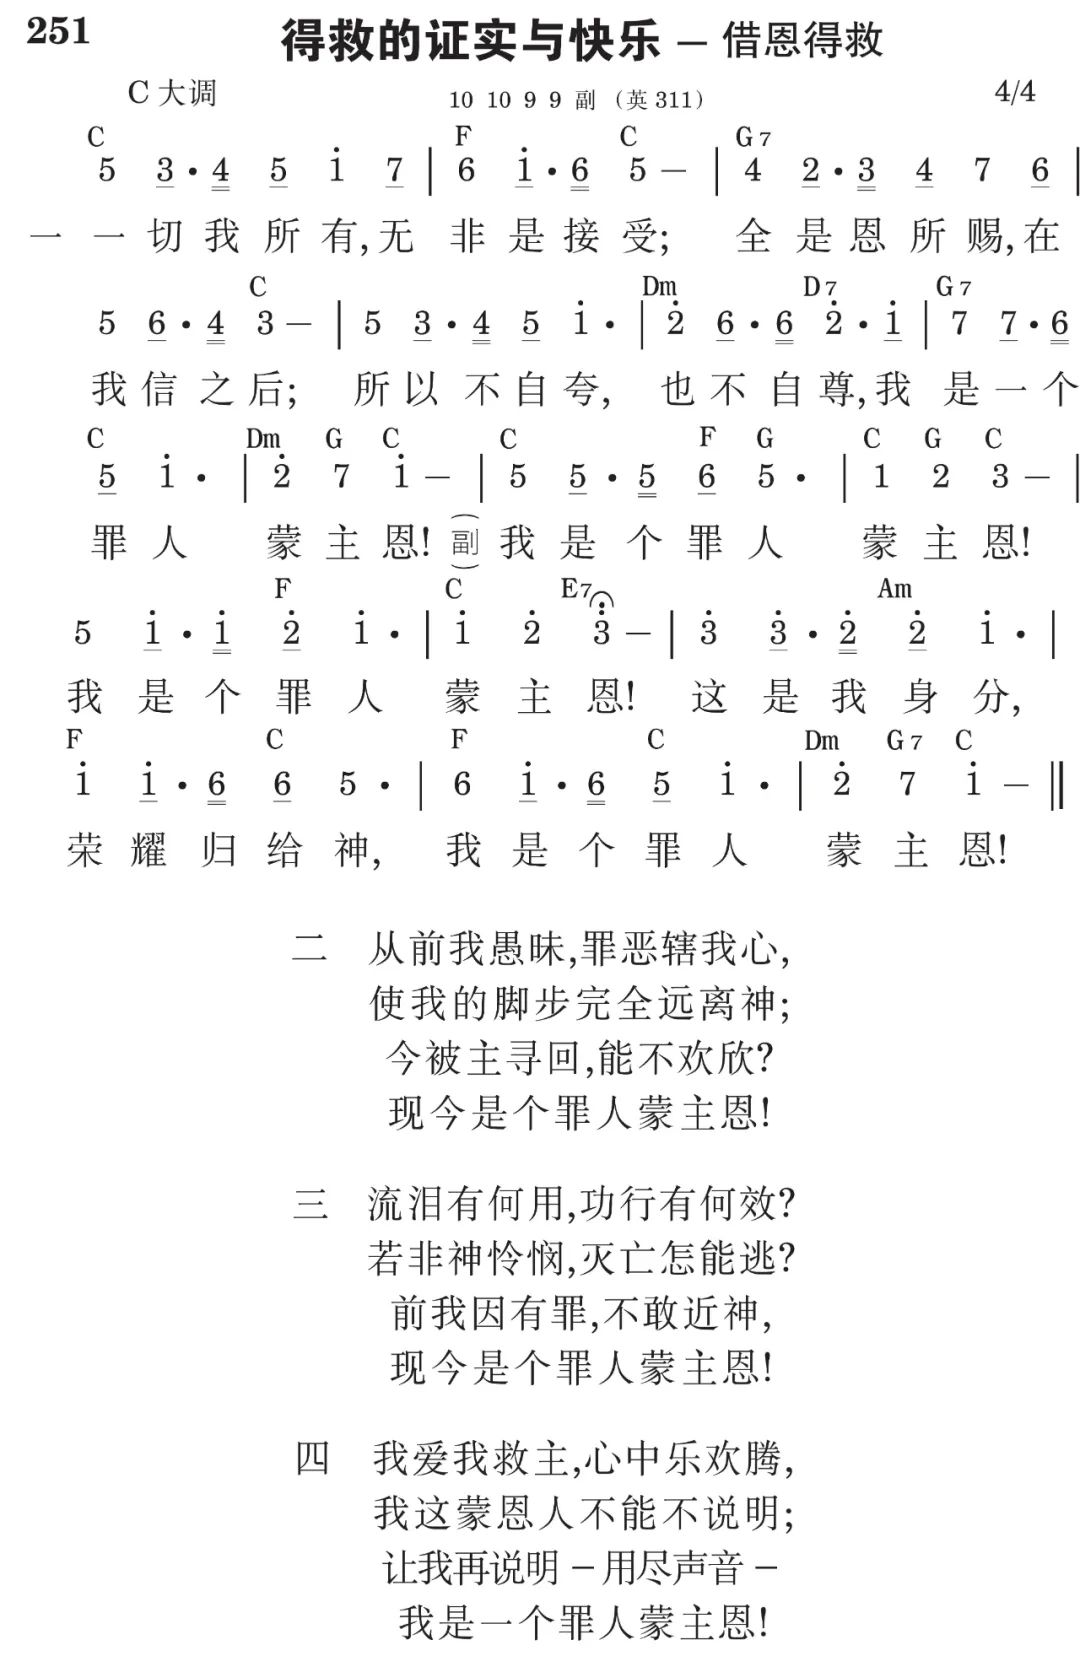 251 得救的证实与快乐 – 借恩得救
C 大调 10 10 9 9 副 (英 311) 4/4
C F C G7
5 3·4 5 i 7 | 6 i·6 5 – | 4 2·3 4 7 6 |
一 一切我所有,无非是接受; 全是恩所赐,在
C Dm D7 G7
5 6·4 3 – | 5 3·4 5 i· | 2̇ 6·6 2̇·i | 7 7·6
我信之后; 所以不自夸, 也不自尊,我是一个
C Dm G C C F G C G C
5 i· | 2̇ 7 i – | 5 5·5 6 5· | 1 2 3 – |
罪人 蒙主恩!(副)我是个罪人 蒙主恩!
F C E7 Am
5 i·i 2̇ i· | i 2̇ 3̇ – | 3̇ 3̇·2̇ 2̇ i· |
我是个罪人 蒙主恩! 这是我身分,
F C F C Dm G7 C
i i·6 6 5· | 6 i·6 5 i· | 2̇ 7 i – ‖
荣耀归给神, 我是个罪人 蒙主恩!
二 从前我愚昧,罪恶辖我心,
使我的脚步完全远离神;
今被主寻回,能不欢欣?
现今是个罪人蒙主恩!
三 流泪有何用,功行有何效?
若非神怜悯,灭亡怎能逃?
前我因有罪,不敢近神,
现今是个罪人蒙主恩!
四 我爱我救主,心中乐欢腾,
我这蒙恩人不能不说明;
让我再说明 – 用尽声音 –
我是一个罪人蒙主恩!